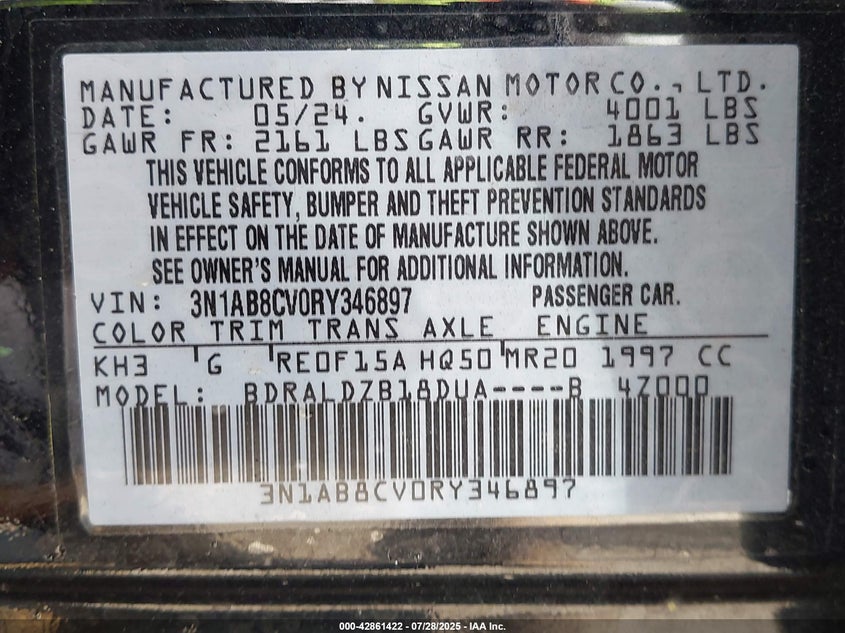 MANUFACTURED BY NISSAN MOTOR CO., LTD.
DATE: 05/24. GVWR: 4001 LBS
GAWR FR: 2161 LBS GAWR RR: 1863 LBS
THIS VEHICLE CONFORMS TO ALL APPLICABLE FEDERAL MOTOR
VEHICLE SAFETY, BUMPER AND THEFT PREVENTION STANDARDS
IN EFFECT ON THE DATE OF MANUFACTURE SHOWN ABOVE.
SEE OWNER'S MANUAL FOR ADDITIONAL INFORMATION.
VIN: 3N1AB8CV0RY346897 PASSENGER CAR.
COLOR TRIM TRANS AXLE ENGINE
KH3 G RE0F15A HQ50 MR20 1997 CC
MODEL: BDRALDZB18DUA----B 4Z000
3N1AB8CV0RY346897
000-42861422 - 07/28/2025 - IAA Inc.